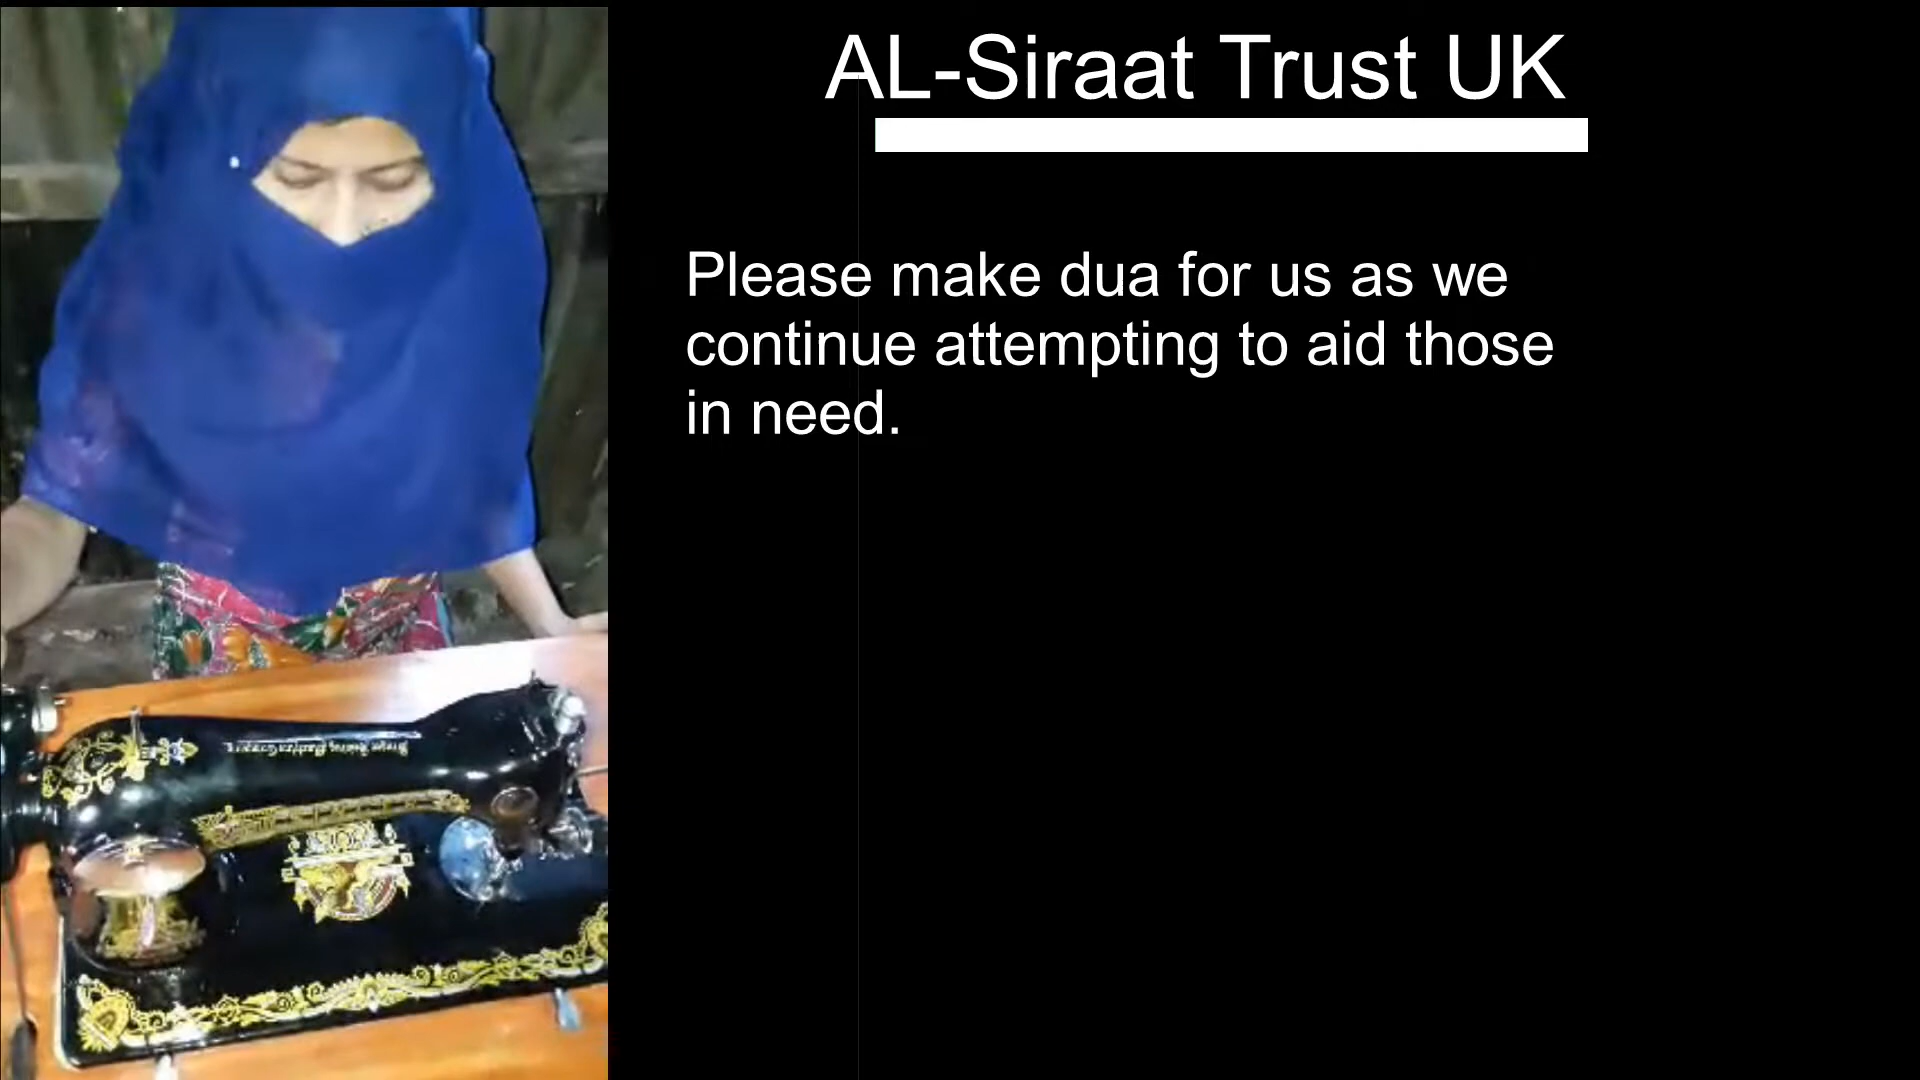 AL-Siraat Trust UK
Please make dua for us as we
continue attempting to aid those
in need.